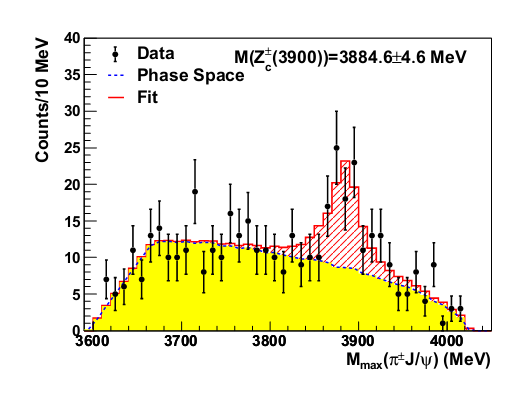 Counts/10 MeV
40
35
30
25
20
15
10
5
0
Data
Phase Space
Fit
M(Z±c(3900))=3884.6±4.6 MeV
3600 3700 3800 3900 4000
Mmax(π±J/ψ) (MeV)